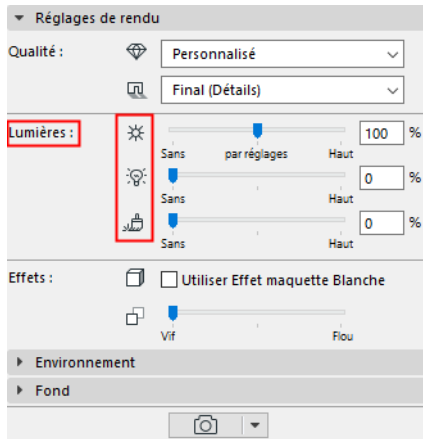 Réglages de rendu
Qualité : Personnalisé
Final (Détails)
Lumières : 100 %
Sans par réglages Haut
0 %
Sans Haut
0 %
Sans Haut
Effets : Utiliser Effet maquette Blanche
Vif Flou
Environnement
Fond